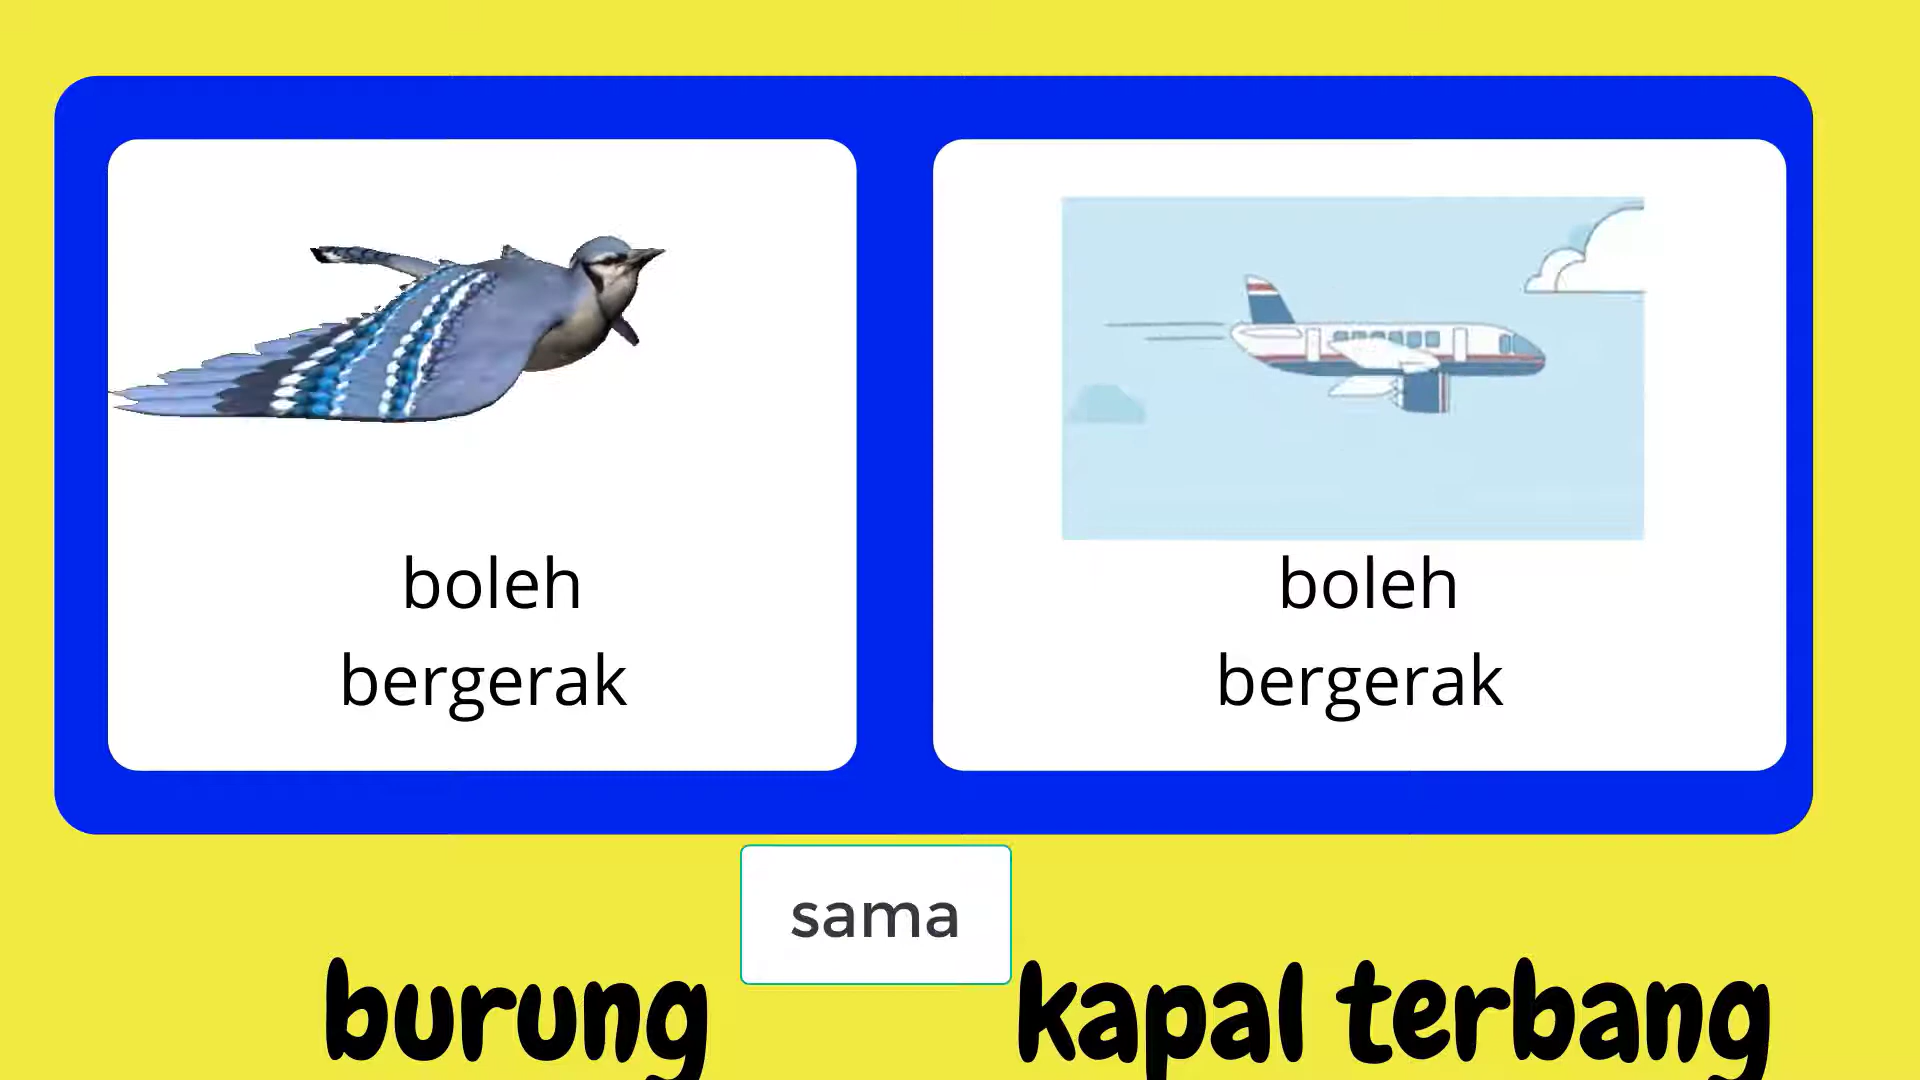 boleh
bergerak
boleh
bergerak
sama
burung
kapal terbang